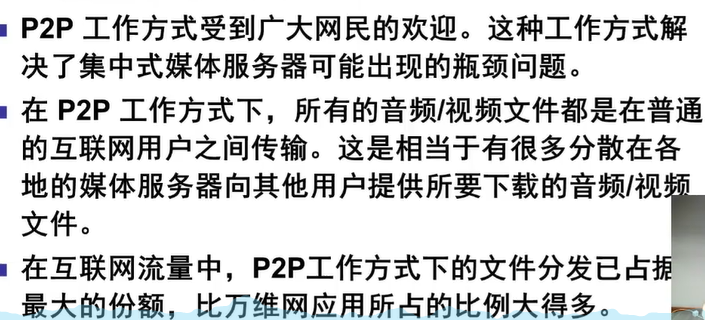 P2P 工作方式受到广大网民的欢迎。这种工作方式解
决了集中式媒体服务器可能出现的瓶颈问题。
在 P2P 工作方式下，所有的音频/视频文件都是在普通
的互联网用户之间传输。这是相当于有很多分散在各
地的媒体服务器向其他用户提供所要下载的音频/视频
文件。
在互联网流量中，P2P工作方式下的文件分发已占据
最大的份额，比万维网应用所占的比例大得多。